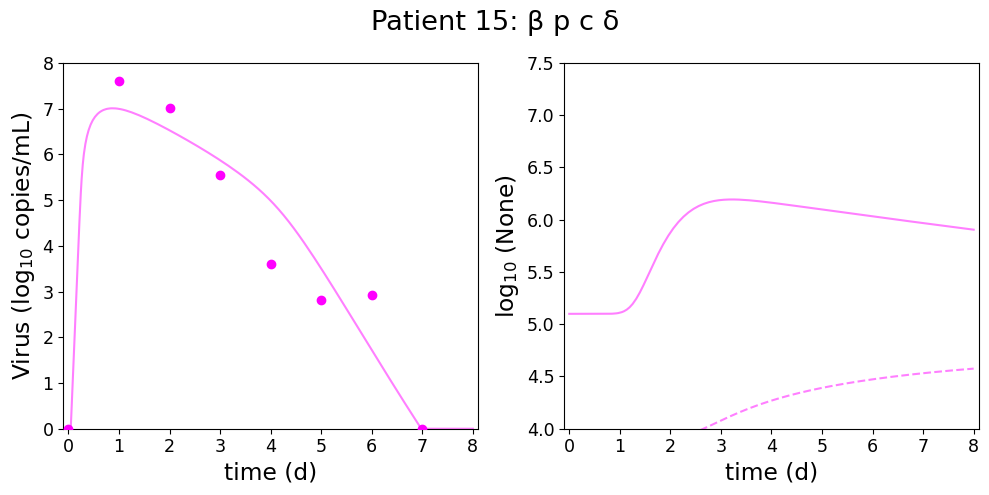 Patient 15: β p c δ
Virus (log₁₀ copies/mL)
8
7
6
5
4
3
2
1
0
0 1 2 3 4 5 6 7 8
time (d)
log₁₀ (None)
7.5
7.0
6.5
6.0
5.5
5.0
4.5
4.0
0 1 2 3 4 5 6 7 8
time (d)